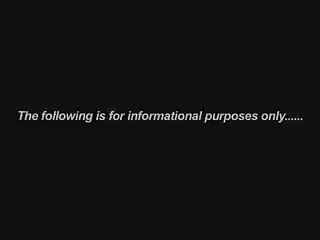 The following is for informational purposes only......